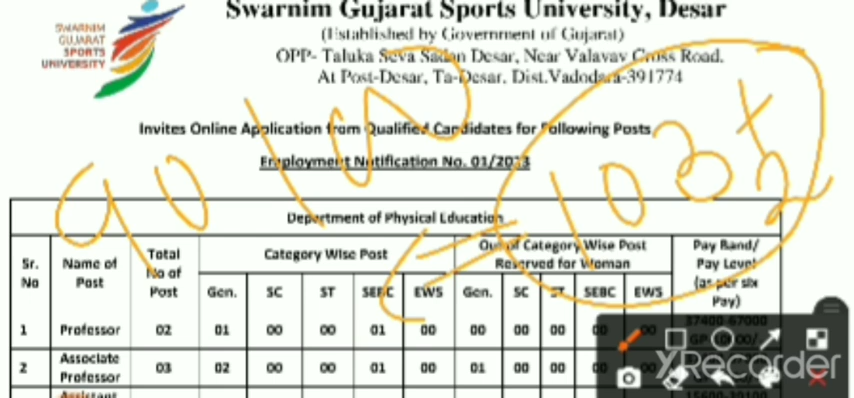 Swarnim Gujarat Sports University, Desar
SWARNIM
GUJARAT
SPORTS
UNIVERSITY
(Established by Government of Gujarat)
OPP- Taluka Seva Sadan Desar, Near Valavav Cross Road.
At Post-Desar, Ta-Desar, Dist.Vadodara-391774
Invites Online Application from Qualified Candidates for Following Posts
Employment Notification No. 01/2023
Department of Physical Education
Sr. No Name of Post Total No of Post Category Wise Post Out of Category Wise Post Reserved for Woman Pay Band/ Pay Level (as per six Pay)
Gen. SC ST SEBC EWS Gen. SC ST SEBC EWS
1 Professor 02 01 00 00 01 00 00 00 00 00 00 37400-67000
2 Associate Professor 03 02 00 00 01 00 01 00 00
Assistant 15600-39100
XRecorder